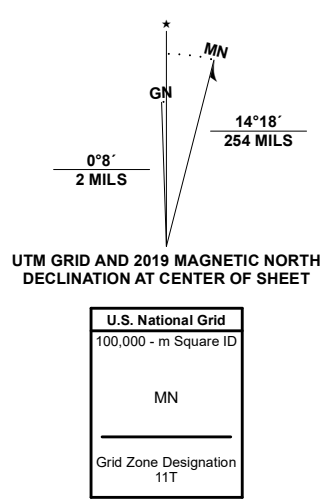 ★
MN
GN
14°18´
254 MILS
0°8´
2 MILS
UTM GRID AND 2019 MAGNETIC NORTH
DECLINATION AT CENTER OF SHEET
U.S. National Grid
100,000 - m Square ID
MN
Grid Zone Designation
11T